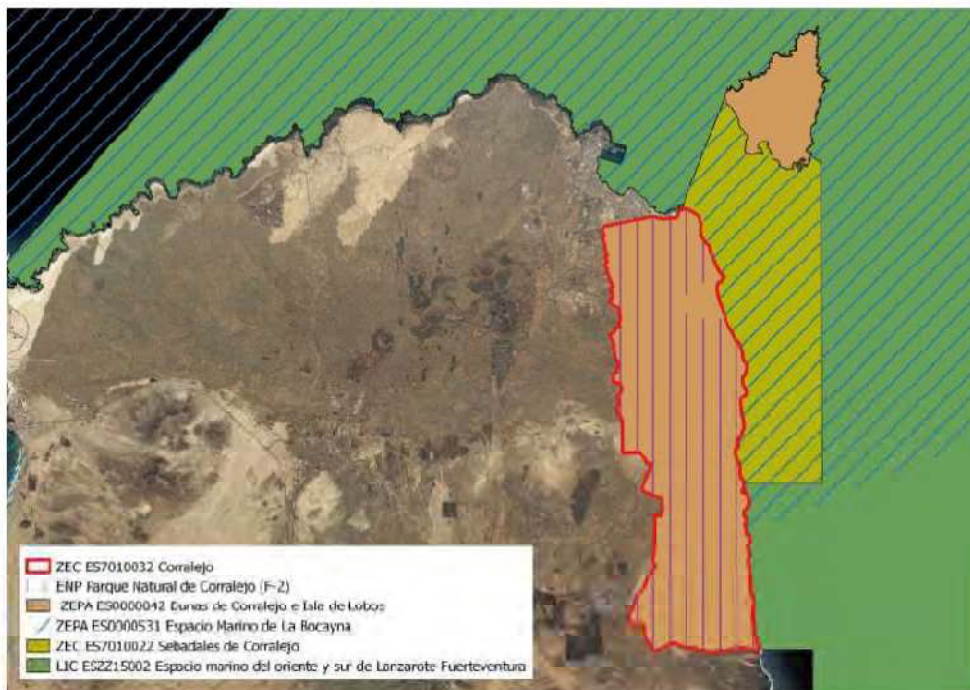 ZEC ES7010032 Corralejo
ENP Parque Natural de Corralejo (F-2)
ZEPA ES0000042 Dunas de Corralejo e Isla de Lobos
ZEPA ES0000531 Espacio Marino de La Bocayna
ZEC ES7010022 Sebadales de Corralejo
LIC ESZZ15002 Espacio marino del oriente y sur de Lanzarote Fuerteventura